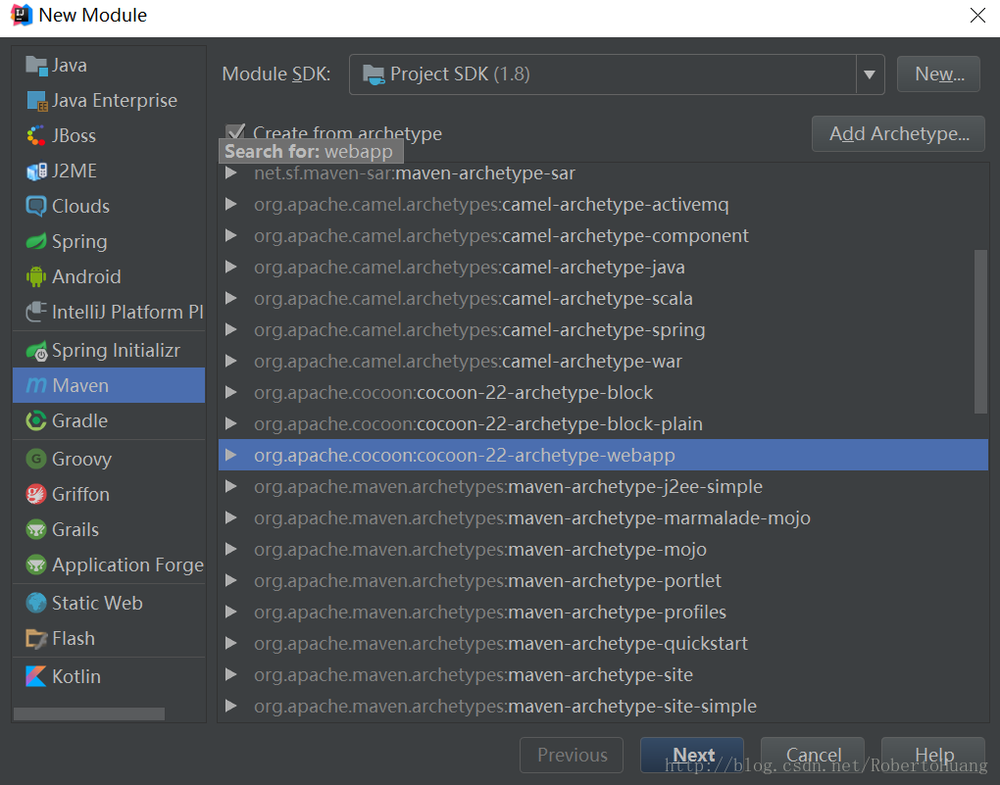 New Module
Java
Java Enterprise
JBoss
J2ME
Clouds
Spring
Android
IntelliJ Platform Pl
Spring Initializr
Maven
Gradle
Groovy
Griffon
Grails
Application Forge
Static Web
Flash
Kotlin
Module SDK: Project SDK (1.8) New...
Create from archetype Add Archetype...
Search for: webapp
net.sf.maven-sar:maven-archetype-sar
org.apache.camel.archetypes:camel-archetype-activemq
org.apache.camel.archetypes:camel-archetype-component
org.apache.camel.archetypes:camel-archetype-java
org.apache.camel.archetypes:camel-archetype-scala
org.apache.camel.archetypes:camel-archetype-spring
org.apache.camel.archetypes:camel-archetype-war
org.apache.cocoon:cocoon-22-archetype-block
org.apache.cocoon:cocoon-22-archetype-block-plain
org.apache.cocoon:cocoon-22-archetype-webapp
org.apache.maven.archetypes:maven-archetype-j2ee-simple
org.apache.maven.archetypes:maven-archetype-marmalade-mojo
org.apache.maven.archetypes:maven-archetype-mojo
org.apache.maven.archetypes:maven-archetype-portlet
org.apache.maven.archetypes:maven-archetype-profiles
org.apache.maven.archetypes:maven-archetype-quickstart
org.apache.maven.archetypes:maven-archetype-site
org.apache.maven.archetypes:maven-archetype-site-simple
Previous Next Cancel Help
http://blog.csdn.net/RobertoHuang